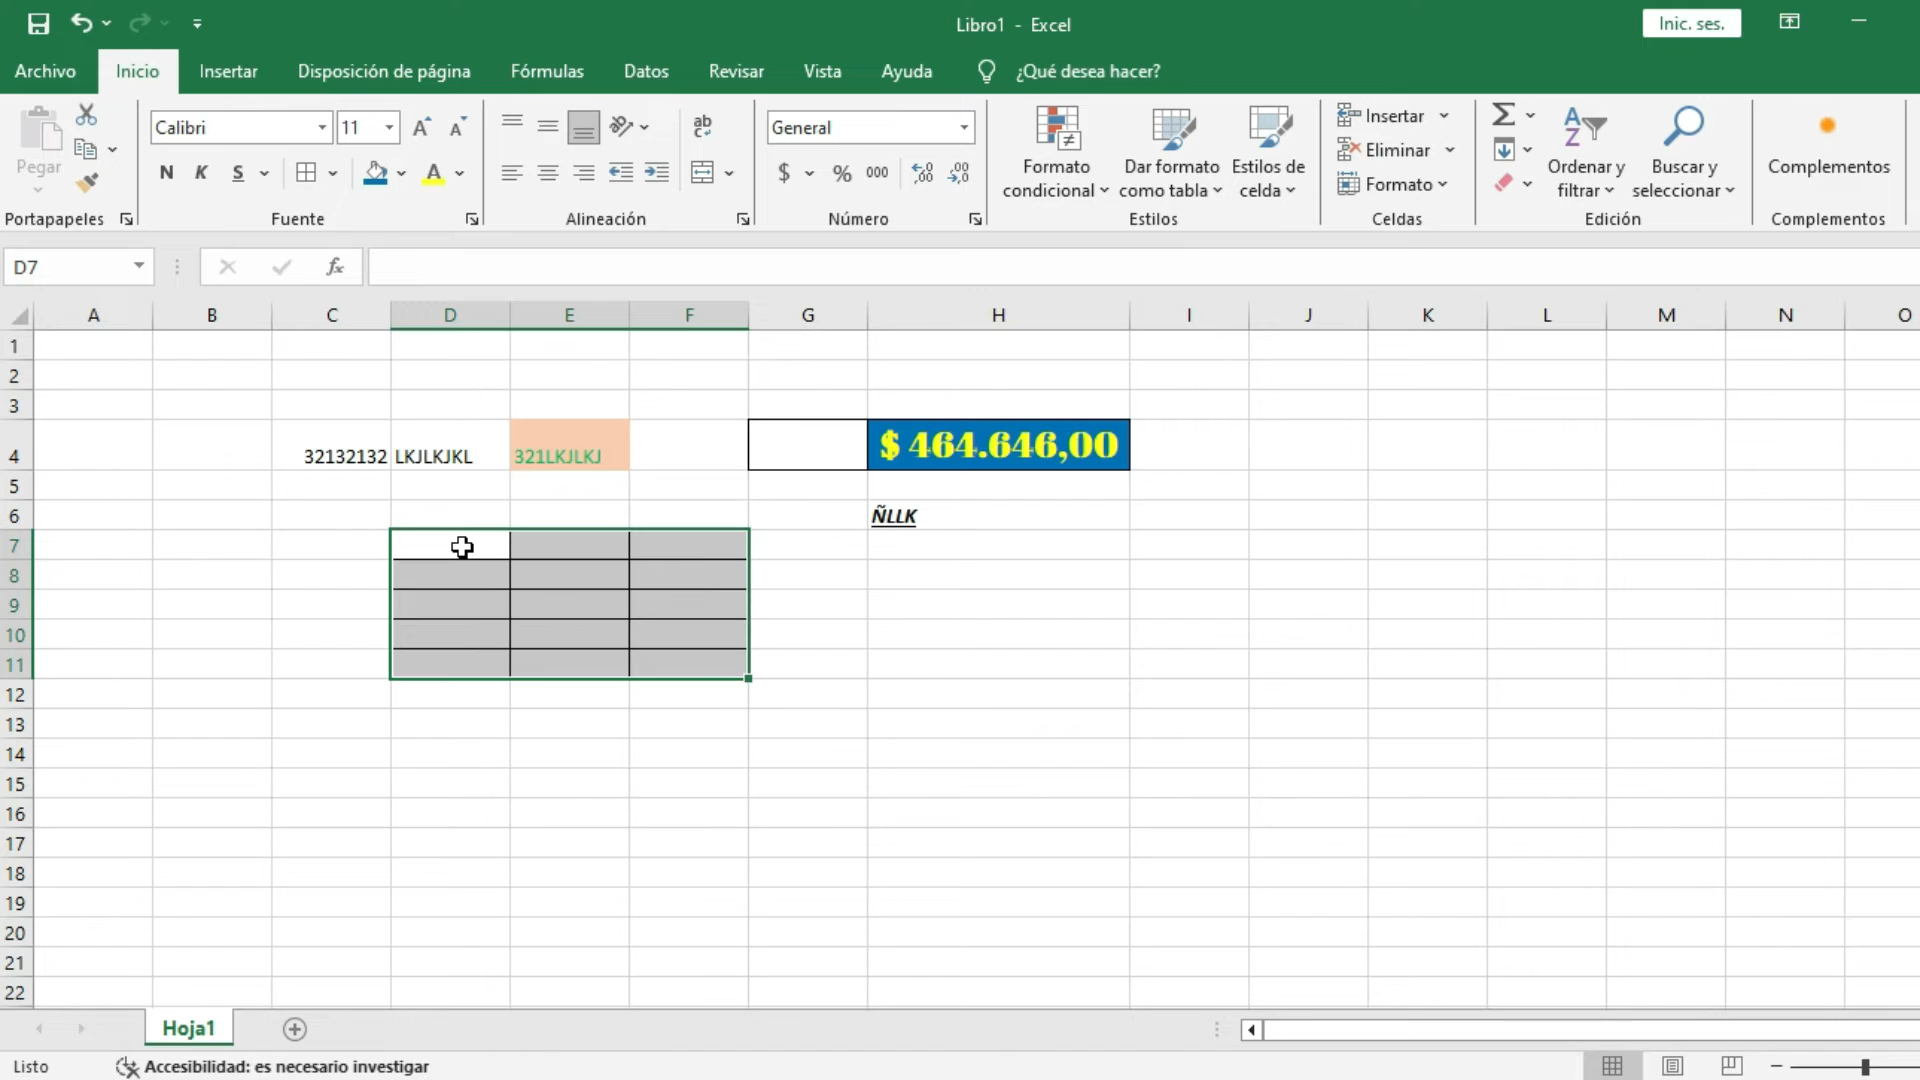 Libro1 - Excel
Inic. ses.
Archivo Inicio Insertar Disposición de página Fórmulas Datos Revisar Vista Ayuda ¿Qué desea hacer?
Pegar
Portapapeles
Calibri 11
N K S A
Fuente
ab
Alineación
General
$ % 000
Número
Formato condicional
Dar formato como tabla
Estilos de celda
Estilos
Insertar
Eliminar
Formato
Celdas
Ordenar y filtrar
Buscar y seleccionar
Edición
Complementos
Complementos
D7 fx
A B C D E F G H I J K L M N O
1
2
3
4 32132132 LKJLKJKL 321LKJLKJ $ 464.646,00
5
6 ÑLLK
7
8
9
10
11
12
13
14
15
16
17
18
19
20
21
22
Hoja1
Listo Accesibilidad: es necesario investigar